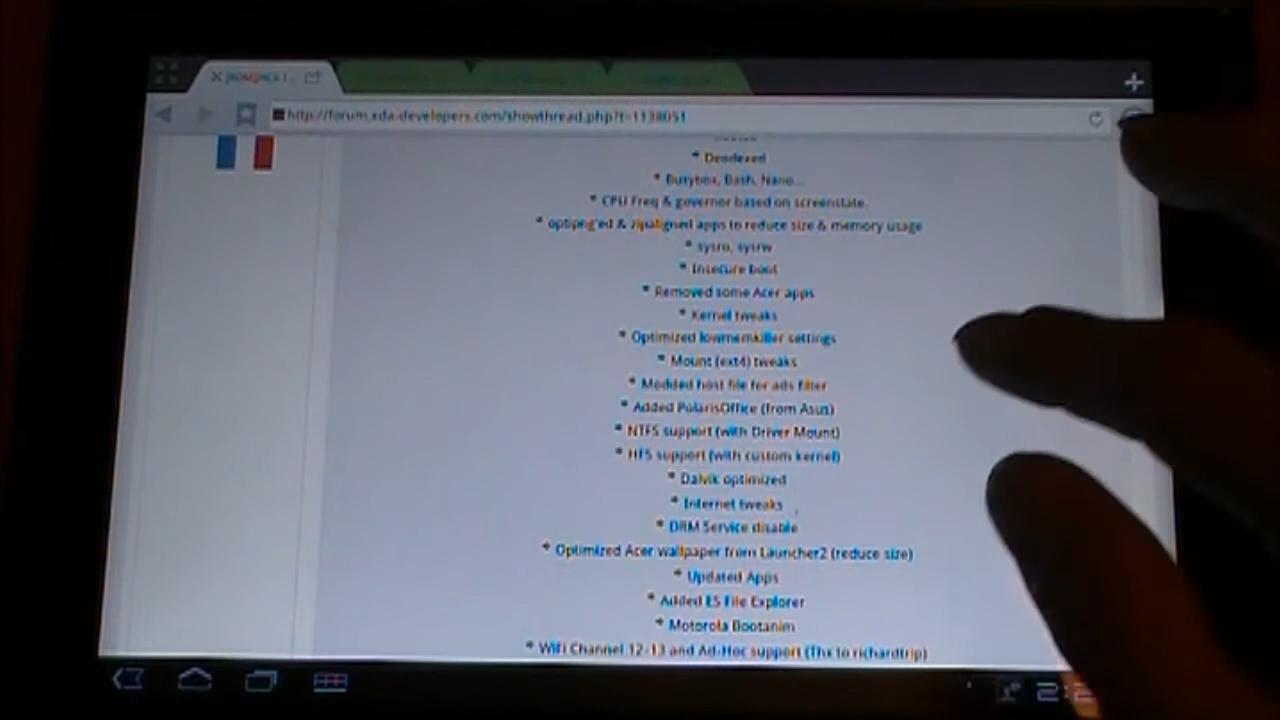 http://forum.xda-developers.com/showthread.php?t=1138051
* Deodexed
* Busybox, Bash, Nano...
* CPU Freq & governor based on screenstate.
* optipng'ed & zipaligned apps to reduce size & memory usage
* sysro, sysrw
* Insecure boot
* Removed some Acer apps
* Kernel tweaks
* Optimized lowmemkiller settings
* Mount (ext4) tweaks
* Modded host file for ads filter
* Added PolarisOffice (from Asus)
* NTFS support (with Driver Mount)
* HFS support (with custom kernel)
* Dalvik optimized
* Internet tweaks
* DRM Service disable
* Optimized Acer wallpaper from Launcher2 (reduce size)
* Updated Apps
* Added ES File Explorer
* Motorola Bootanim
* WiFi Channel 12-13 and Ad-Hoc support (Thx to richardtrip)